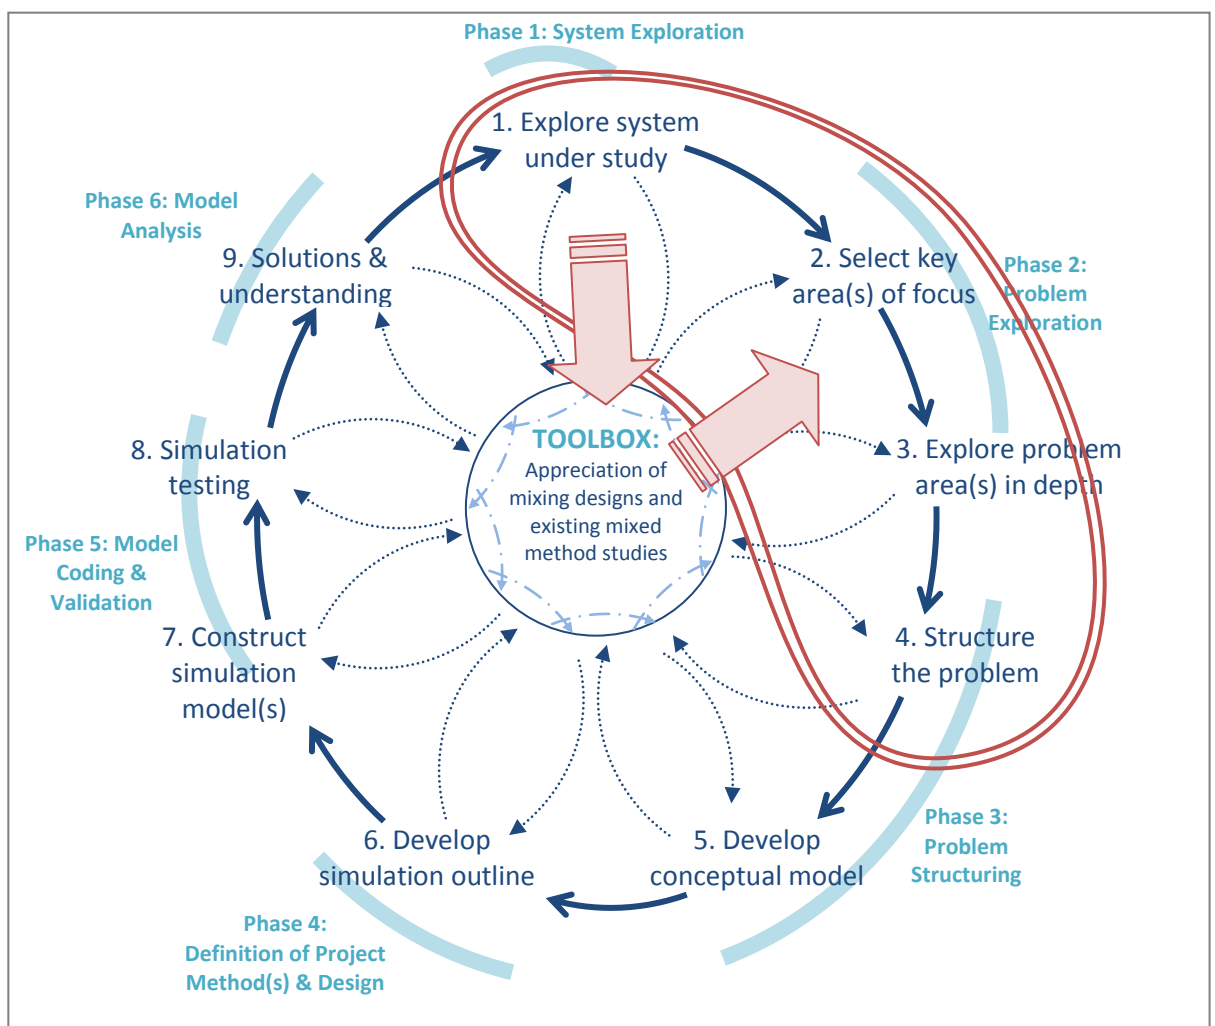 Phase 1: System Exploration
1. Explore system
under study
Phase 2:
Problem
Exploration
2. Select key
area(s) of focus
3. Explore problem
area(s) in depth
4. Structure
the problem
Phase 3:
Problem
Structuring
5. Develop
conceptual model
6. Develop
simulation outline
Phase 4:
Definition of Project
Method(s) & Design
7. Construct
simulation
model(s)
Phase 5: Model
Coding &
Validation
8. Simulation
testing
9. Solutions &
understanding
Phase 6: Model
Analysis
TOOLBOX:
Appreciation of
mixing designs and
existing mixed
method studies